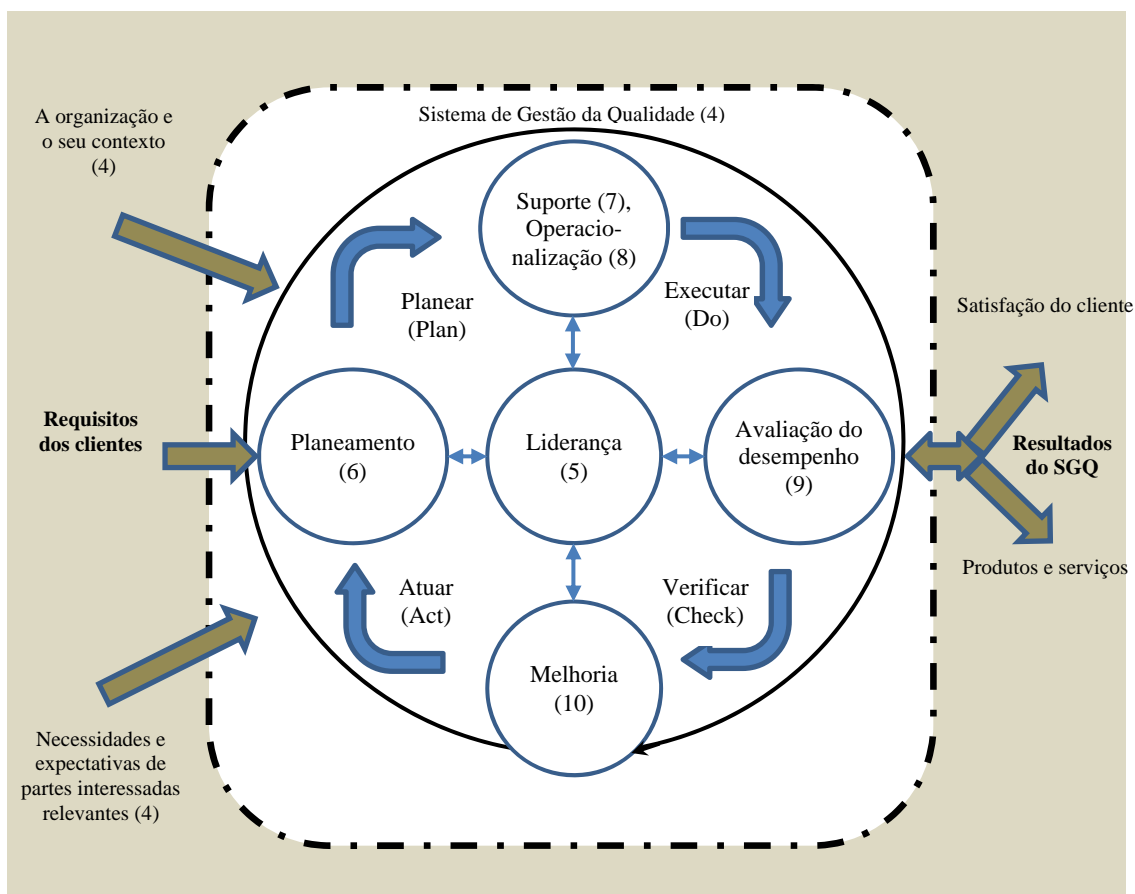 Sistema de Gestão da Qualidade (4)
A organização e
o seu contexto
(4)
Suporte (7),
Operacio-
nalização (8)
Planear
(Plan)
Executar
(Do)
Satisfação do cliente
Requisitos
dos clientes
Planeamento
(6)
Liderança
(5)
Avaliação do
desempenho
(9)
Resultados
do SGQ
Atuar
(Act)
Verificar
(Check)
Produtos e serviços
Melhoria
(10)
Necessidades e
expectativas de
partes interessadas
relevantes (4)